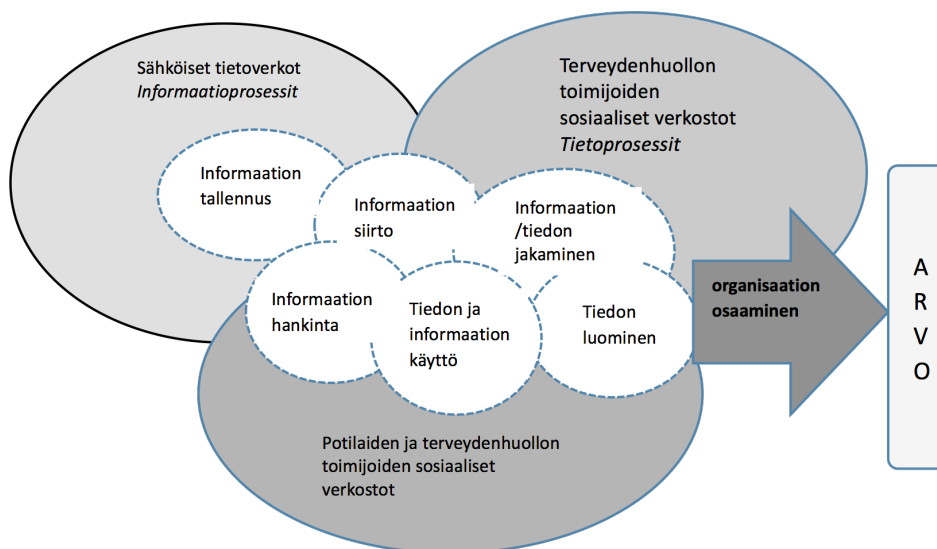 Sähköiset tietoverkot
Informaatioprosessit
Terveydenhuollon
toimijoiden
sosiaaliset verkostot
Tietoprosessit
Informaation
tallennus
Informaation
siirto
Informaation
/tiedon
jakaminen
Informaation
hankinta
Tiedon ja
informaation
käyttö
Tiedon
luominen
organisaation
osaaminen
A
R
V
O
Potilaiden ja terveydenhuollon
toimijoiden sosiaaliset
verkostot